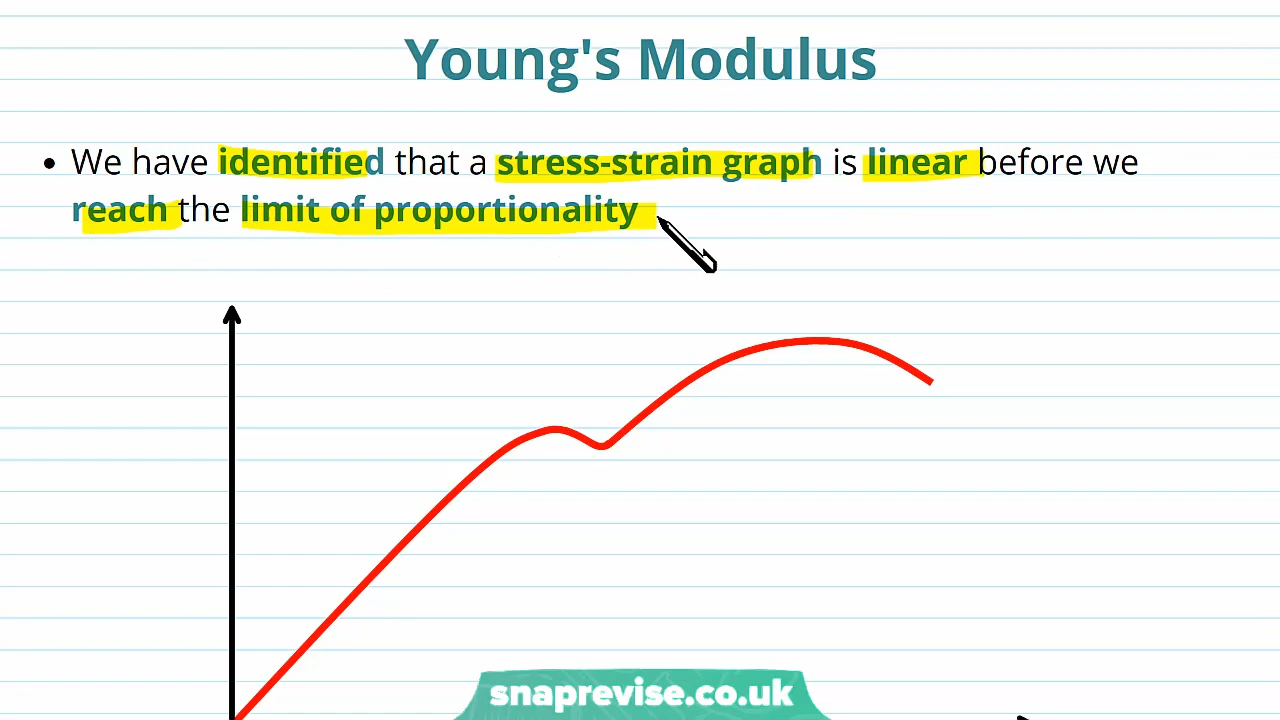 Young's Modulus
• We have identified that a stress-strain graph is linear before we
reach the limit of proportionality
snaprevise.co.uk